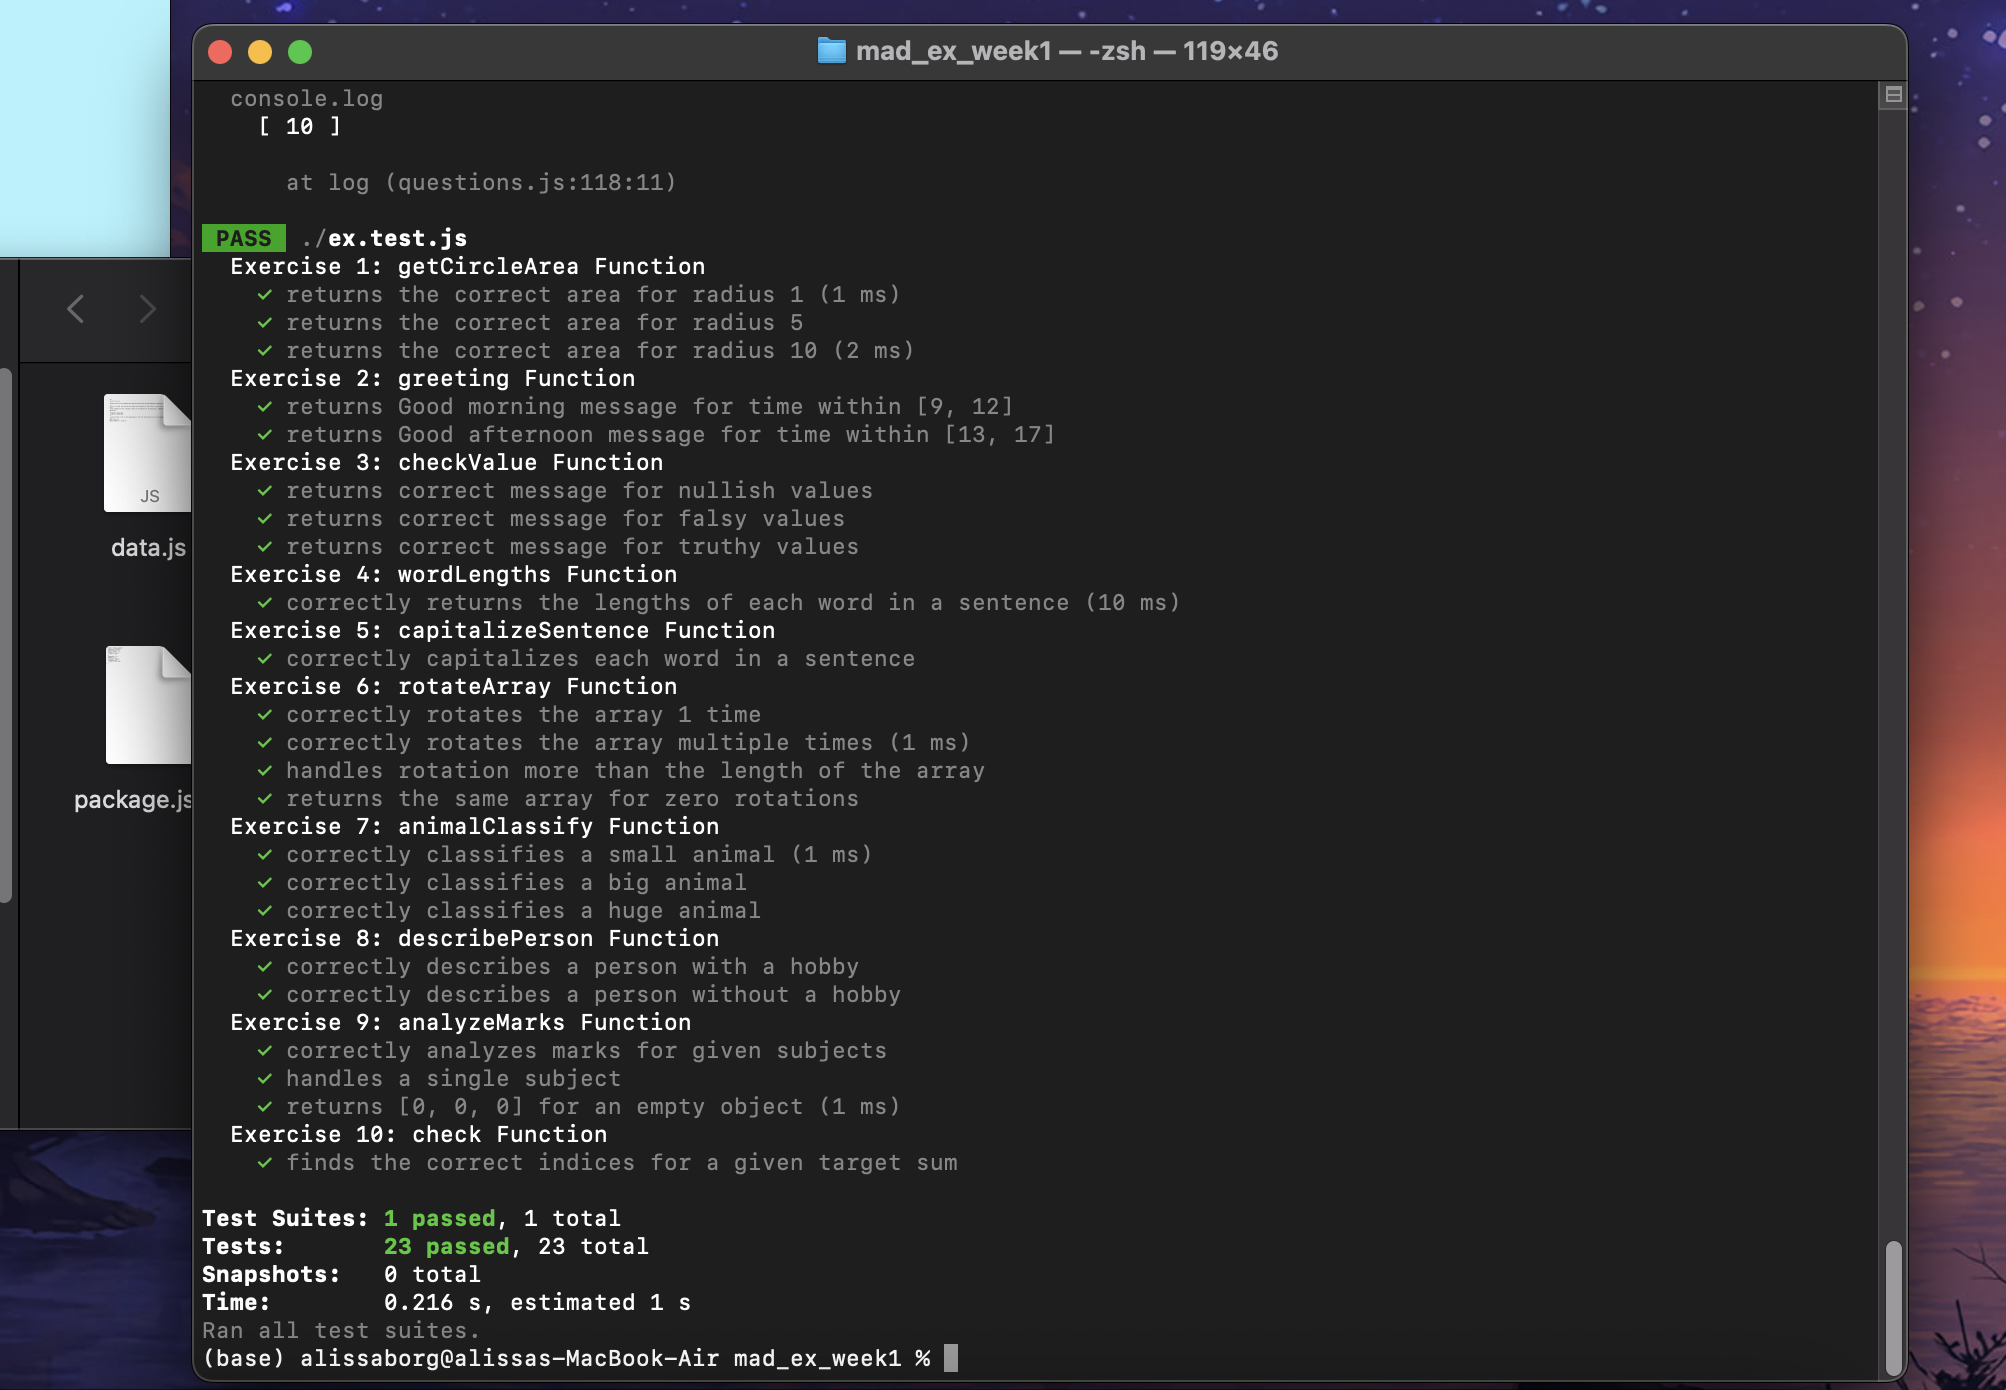 mad_ex_week1 — -zsh — 119×46
console.log
[ 10 ]
at log (questions.js:118:11)
PASS ./ex.test.js
Exercise 1: getCircleArea Function
✓ returns the correct area for radius 1 (1 ms)
✓ returns the correct area for radius 5
✓ returns the correct area for radius 10 (2 ms)
Exercise 2: greeting Function
✓ returns Good morning message for time within [9, 12]
✓ returns Good afternoon message for time within [13, 17]
Exercise 3: checkValue Function
✓ returns correct message for nullish values
✓ returns correct message for falsy values
✓ returns correct message for truthy values
Exercise 4: wordLengths Function
✓ correctly returns the lengths of each word in a sentence (10 ms)
Exercise 5: capitalizeSentence Function
✓ correctly capitalizes each word in a sentence
Exercise 6: rotateArray Function
✓ correctly rotates the array 1 time
✓ correctly rotates the array multiple times (1 ms)
✓ handles rotation more than the length of the array
✓ returns the same array for zero rotations
Exercise 7: animalClassify Function
✓ correctly classifies a small animal (1 ms)
✓ correctly classifies a big animal
✓ correctly classifies a huge animal
Exercise 8: describePerson Function
✓ correctly describes a person with a hobby
✓ correctly describes a person without a hobby
Exercise 9: analyzeMarks Function
✓ correctly analyzes marks for given subjects
✓ handles a single subject
✓ returns [0, 0, 0] for an empty object (1 ms)
Exercise 10: check Function
✓ finds the correct indices for a given target sum
Test Suites: 1 passed, 1 total
Tests: 23 passed, 23 total
Snapshots: 0 total
Time: 0.216 s, estimated 1 s
Ran all test suites.
(base) alissaborg@alissas-MacBook-Air mad_ex_week1 %
JS
data.js
package.js